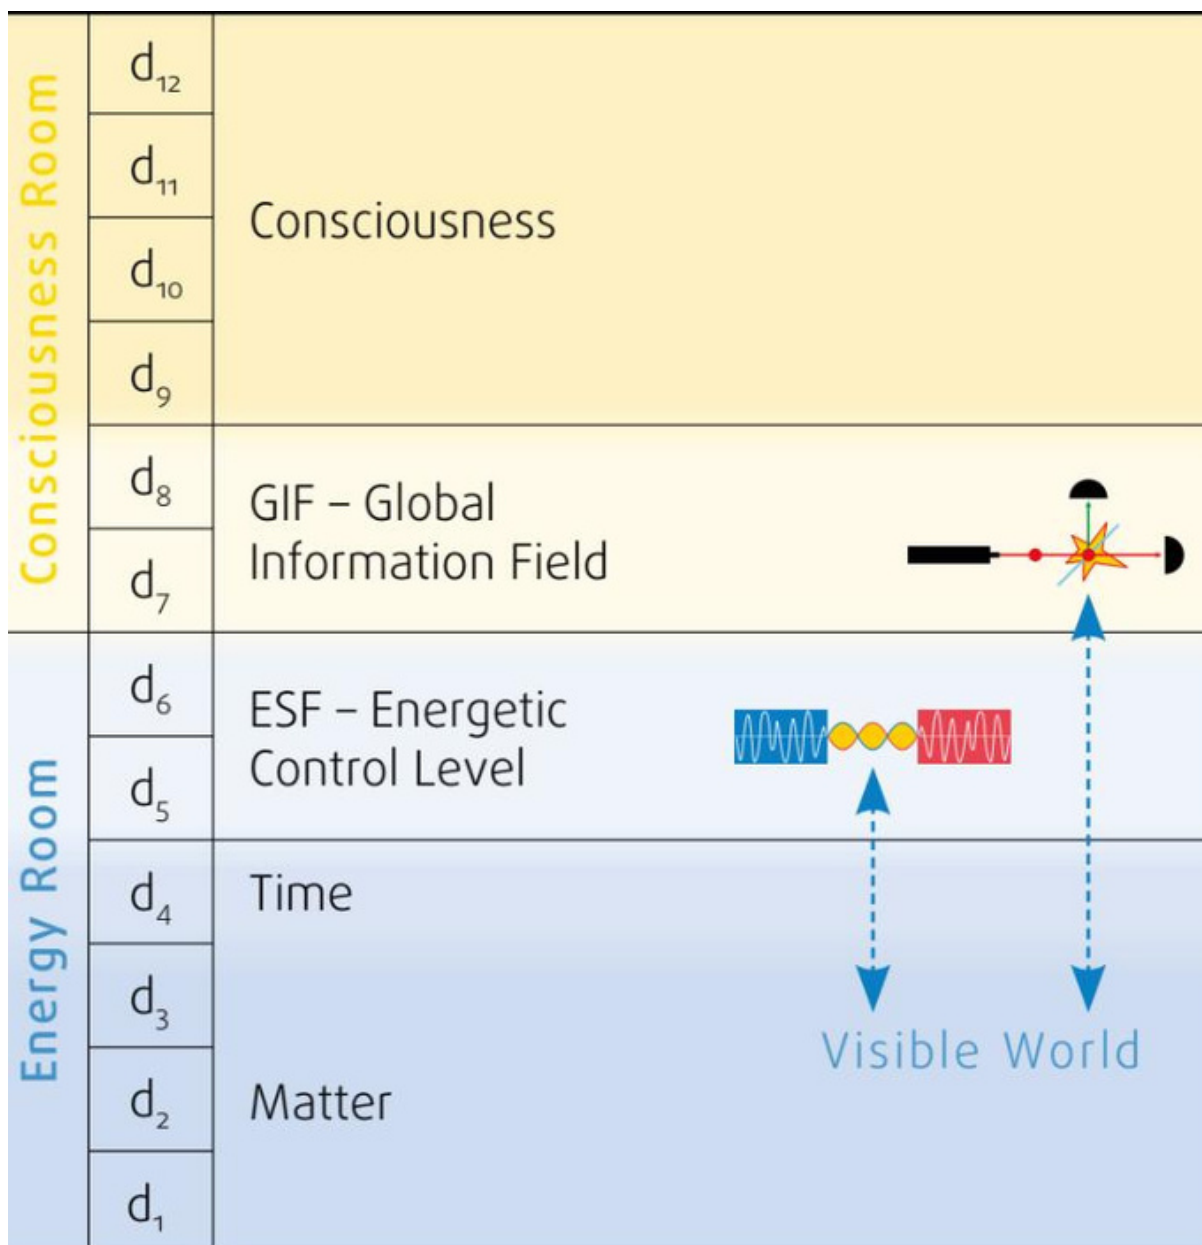 Consciousness Room
Energy Room
d₁₂
d₁₁
d₁₀
d₉
Consciousness
d₈
d₇
GIF – Global
Information Field
d₆
d₅
ESF – Energetic
Control Level
d₄
Time
d₃
d₂
d₁
Matter
Visible World